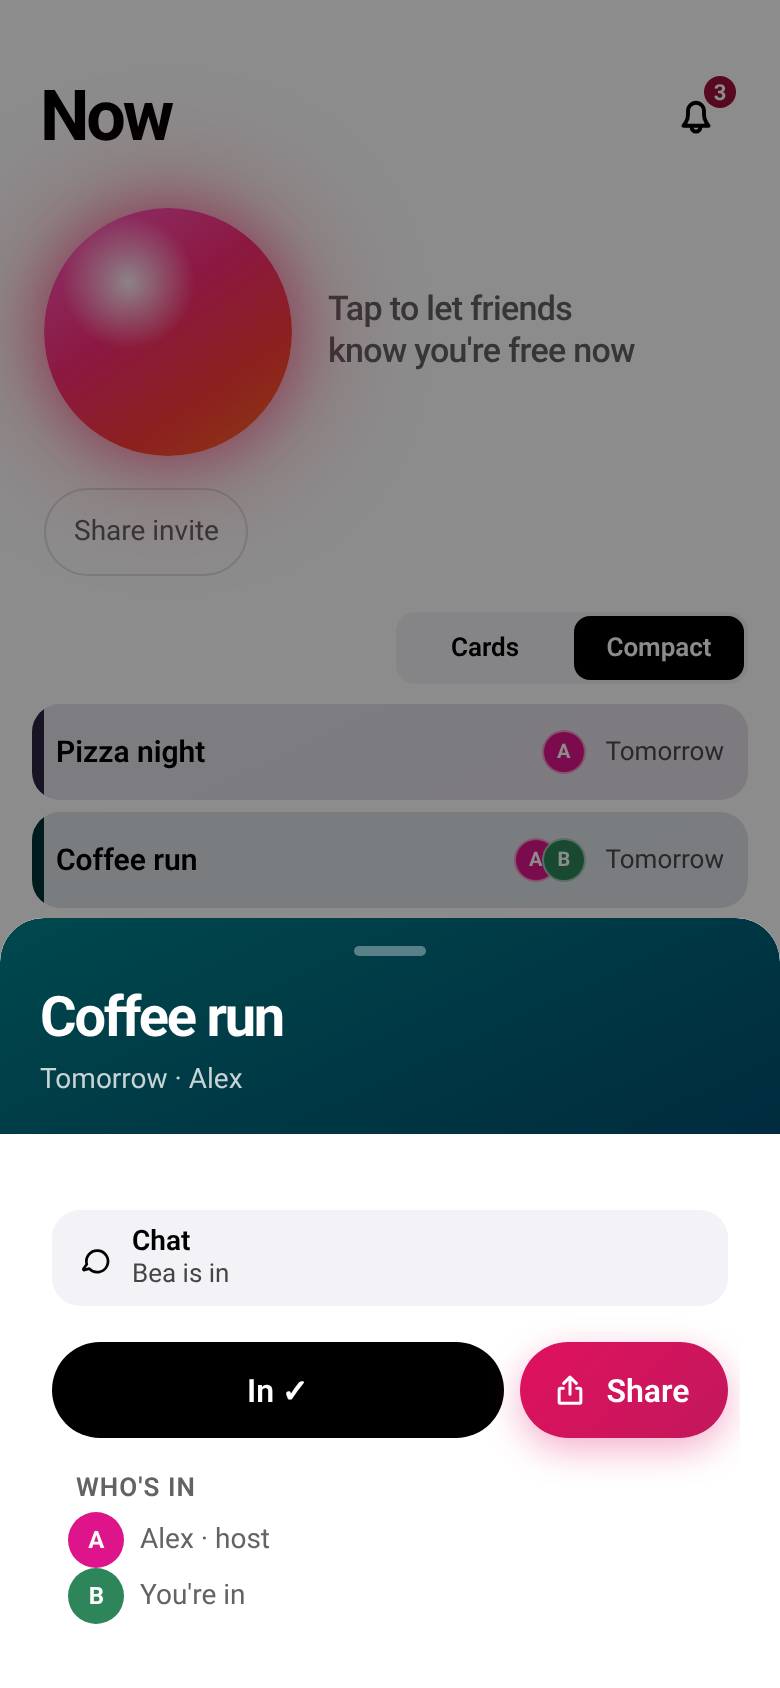 Now
3
Tap to let friends
know you're free now
Share invite
Cards
Compact
Pizza night
A
Tomorrow
Coffee run
A
B
Tomorrow
Coffee run
Tomorrow · Alex
Chat
Bea is in
In ✓
Share
WHO'S IN
A
Alex · host
B
You're in